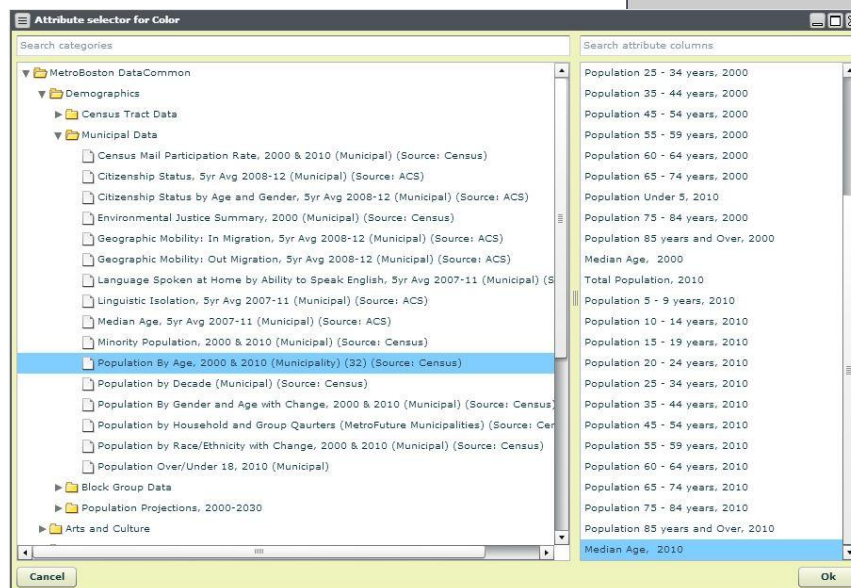 Attribute selector for Color
Search categories
MetroBoston DataCommon
Demographics
Census Tract Data
Municipal Data
Census Mail Participation Rate, 2000 & 2010 (Municipal) (Source: Census)
Citizenship Status, 5yr Avg 2008-12 (Municipal) (Source: ACS)
Citizenship Status by Age and Gender, 5yr Avg 2008-12 (Municipal) (Source: ACS)
Environmental Justice Summary, 2000 (Municipal) (Source: Census)
Geographic Mobility: In Migration, 5yr Avg 2008-12 (Municipal) (Source: ACS)
Geographic Mobility: Out Migration, 5yr Avg 2008-12 (Municipal) (Source: ACS)
Language Spoken at Home by Ability to Speak English, 5yr Avg 2007-11 (Municipal) (S
Linguistic Isolation, 5yr Avg 2007-11 (Municipal) (Source: ACS)
Median Age, 5yr Avg 2007-11 (Municipal) (Source: ACS)
Minority Population, 2000 & 2010 (Municipal) (Source: Census)
Population By Age, 2000 & 2010 (Municipality) (32) (Source: Census)
Population by Decade (Municipal) (Source: Census)
Population By Gender and Age with Change, 2000 & 2010 (Municipal) (Source: Census)
Population by Household and Group Qaurters (MetroFuture Municipalities) (Source: Cen
Population by Race/Ethnicity with Change, 2000 & 2010 (Municipal) (Source: Census)
Population Over/Under 18, 2010 (Municipal)
Block Group Data
Population Projections, 2000-2030
Arts and Culture
Search attribute columns
Population 25 - 34 years, 2000
Population 35 - 44 years, 2000
Population 45 - 54 years, 2000
Population 55 - 59 years, 2000
Population 60 - 64 years, 2000
Population 65 - 74 years, 2000
Population Under 5, 2010
Population 75 - 84 years, 2000
Population 85 years and Over, 2000
Median Age, 2000
Total Population, 2010
Population 5 - 9 years, 2010
Population 10 - 14 years, 2010
Population 15 - 19 years, 2010
Population 20 - 24 years, 2010
Population 25 - 34 years, 2010
Population 35 - 44 years, 2010
Population 45 - 54 years, 2010
Population 55 - 59 years, 2010
Population 60 - 64 years, 2010
Population 65 - 74 years, 2010
Population 75 - 84 years, 2010
Population 85 years and Over, 2010
Median Age, 2010
Cancel
Ok